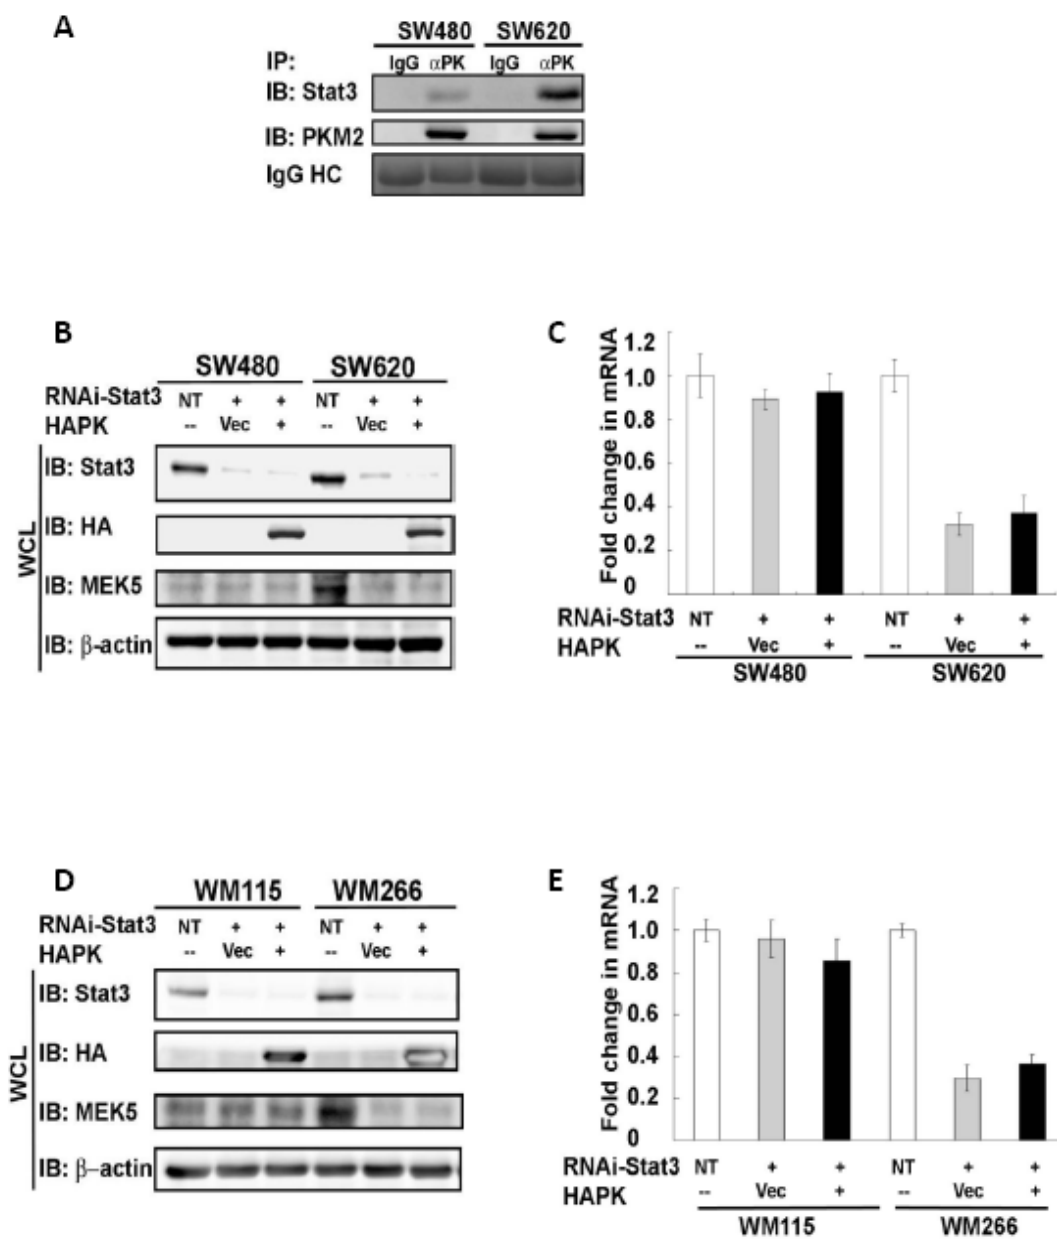 A
SW480 SW620
IP: IgG αPK IgG αPK
IB: Stat3
IB: PKM2
IgG HC
B
SW480 SW620
RNAi-Stat3 NT + + NT + +
HAPK -- Vec + -- Vec +
WCL
IB: Stat3
IB: HA
IB: MEK5
IB: β-actin
C
Fold change in mRNA
1.2
1.0
0.8
0.6
0.4
0.2
0
RNAi-Stat3 NT + + NT + +
HAPK -- Vec + -- Vec +
SW480 SW620
D
WM115 WM266
RNAi-Stat3 NT + + NT + +
HAPK -- Vec + -- Vec +
WCL
IB: Stat3
IB: HA
IB: MEK5
IB: β–actin
E
Fold change in mRNA
1.2
1.0
0.8
0.6
0.4
0.2
0
RNAi-Stat3 NT + + NT + +
HAPK -- Vec + -- Vec +
WM115 WM266